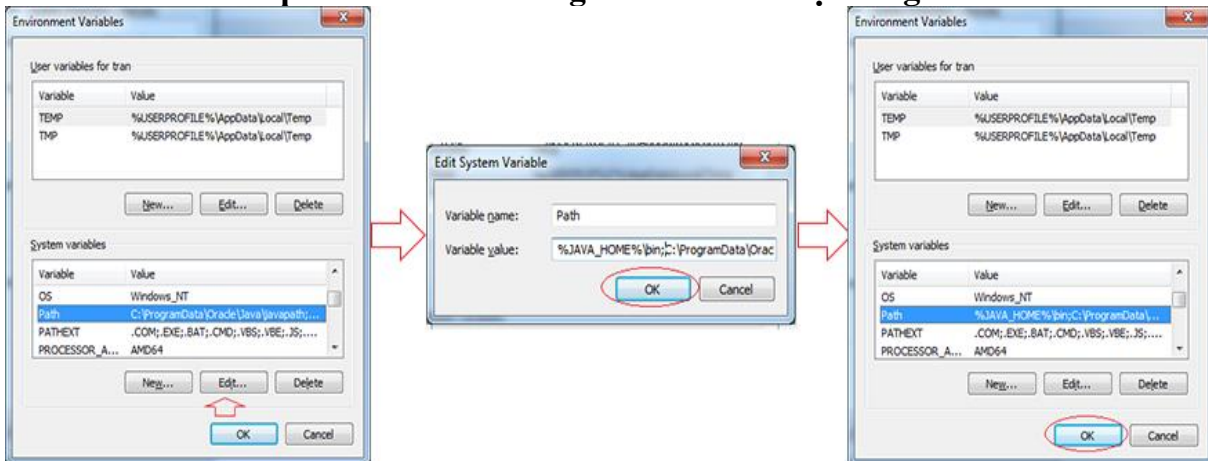 Environment Variables
User variables for tran
Variable Value
TEMP %USERPROFILE%\AppData\Local\Temp
TMP %USERPROFILE%\AppData\Local\Temp
New... Edit... Delete
System variables
Variable Value
OS Windows_NT
Path C:\ProgramData\Oracle\Java\javapath;...
PATHEXT .COM;.EXE;.BAT;.CMD;.VBS;.VBE;.JS;....
PROCESSOR_A... AMD64
New... Edit... Delete
OK Cancel
Edit System Variable
Variable name: Path
Variable value: %JAVA_HOME%\bin;C:\ProgramData\Orac
OK Cancel
Environment Variables
User variables for tran
Variable Value
TEMP %USERPROFILE%\AppData\Local\Temp
TMP %USERPROFILE%\AppData\Local\Temp
New... Edit... Delete
System variables
Variable Value
OS Windows_NT
Path %JAVA_HOME%\bin;C:\ProgramData\...
PATHEXT .COM;.EXE;.BAT;.CMD;.VBS;.VBE;.JS;....
PROCESSOR_A... AMD64
New... Edit... Delete
OK Cancel